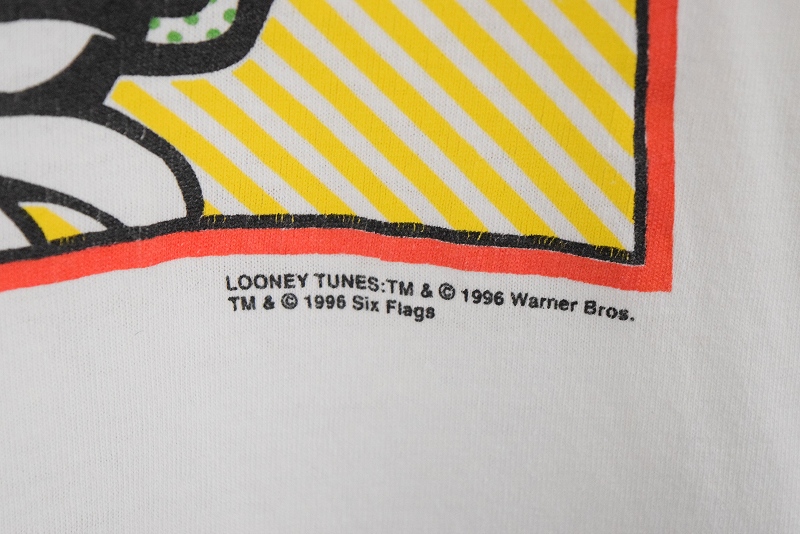 LOONEY TUNES:TM & © 1996 Warner Bros.
TM & © 1996 Six Flags